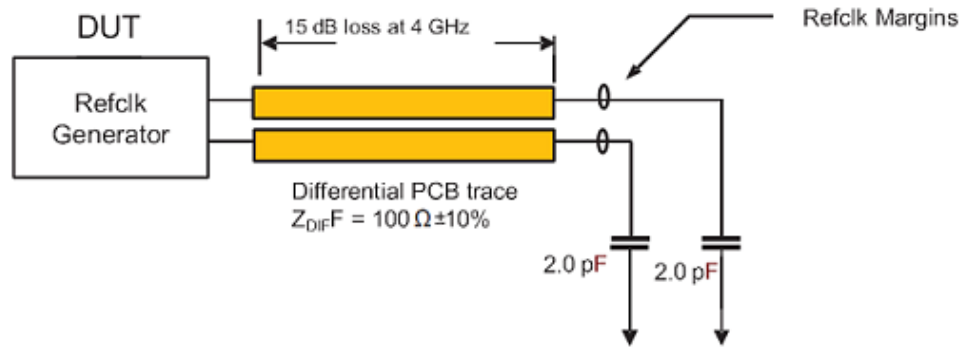 DUT
15 dB loss at 4 GHz
Refclk Margins
Refclk
Generator
Differential PCB trace
ZDIFF = 100 Ω±10%
2.0 pF
2.0 pF